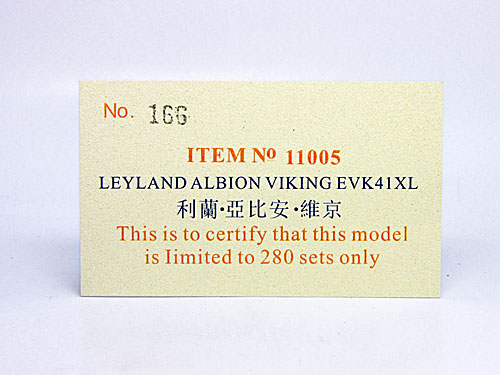 No. 166
ITEM No 11005
LEYLAND ALBION VIKING EVK41XL
利蘭·亞比安·維京
This is to certify that this model
is Iimited to 280 sets only